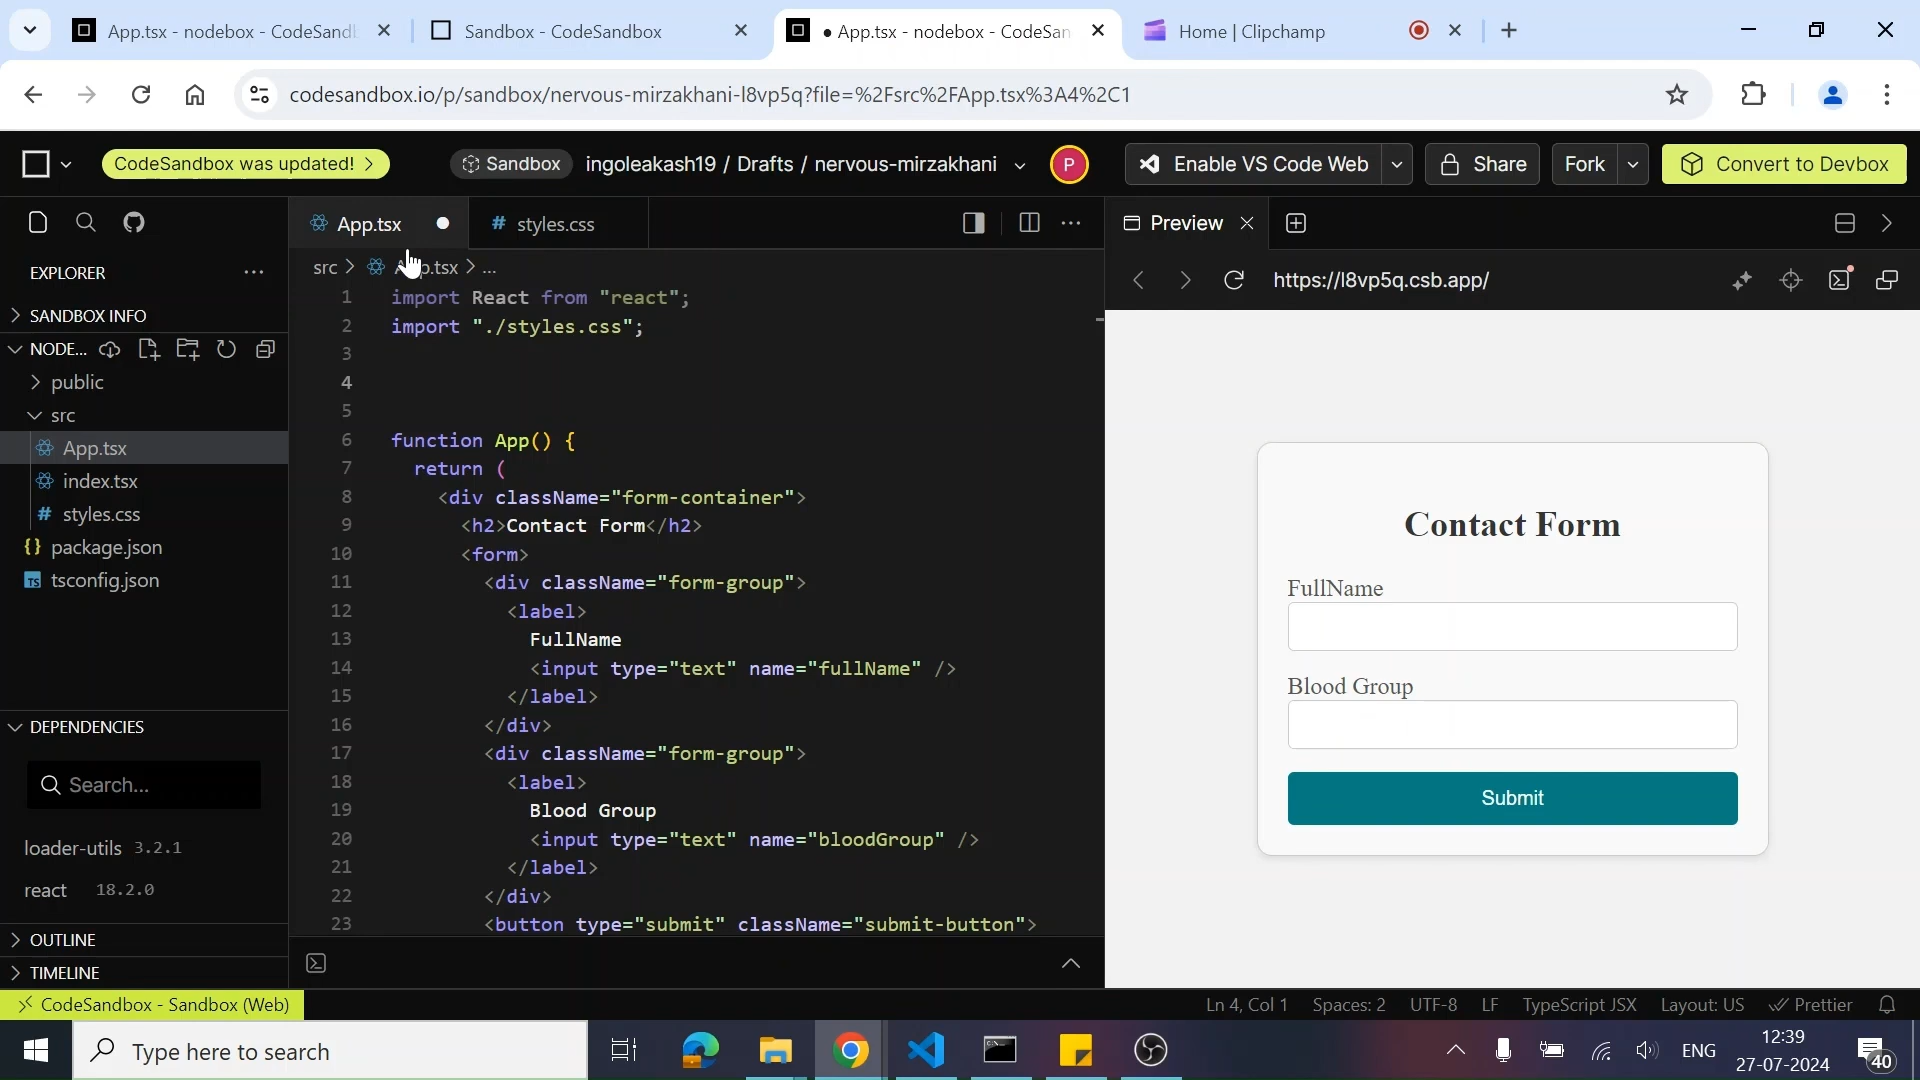 App.tsx - nodebox - CodeSand
Sandbox - CodeSandbox
● App.tsx - nodebox - CodeSan
Home | Clipchamp
codesandbox.io/p/sandbox/nervous-mirzakhani-l8vp5q?file=%2Fsrc%2FApp.tsx%3A4%2C1
CodeSandbox was updated!
Sandbox
ingoleakash19 / Drafts / nervous-mirzakhani
P
Enable VS Code Web
Share
Fork
Convert to Devbox
App.tsx
# styles.css
Preview
EXPLORER
src > App.tsx > ...
https://l8vp5q.csb.app/
SANDBOX INFO
NODE...
public
src
App.tsx
index.tsx
# styles.css
{} package.json
TS tsconfig.json
DEPENDENCIES
Search...
loader-utils 3.2.1
react 18.2.0
OUTLINE
TIMELINE
1 import React from "react";
2 import "./styles.css";
3
4
5
6 function App() {
7 return (
8 <div className="form-container">
9 <h2>Contact Form</h2>
10 <form>
11 <div className="form-group">
12 <label>
13 FullName
14 <input type="text" name="fullName" />
15 </label>
16 </div>
17 <div className="form-group">
18 <label>
19 Blood Group
20 <input type="text" name="bloodGroup" />
21 </label>
22 </div>
23 <button type="submit" className="submit-button">
Contact Form
FullName
Blood Group
Submit
CodeSandbox - Sandbox (Web)
Ln 4, Col 1
Spaces: 2
UTF-8
LF
TypeScript JSX
Layout: US
Prettier
Type here to search
ENG
12:39
27-07-2024
40